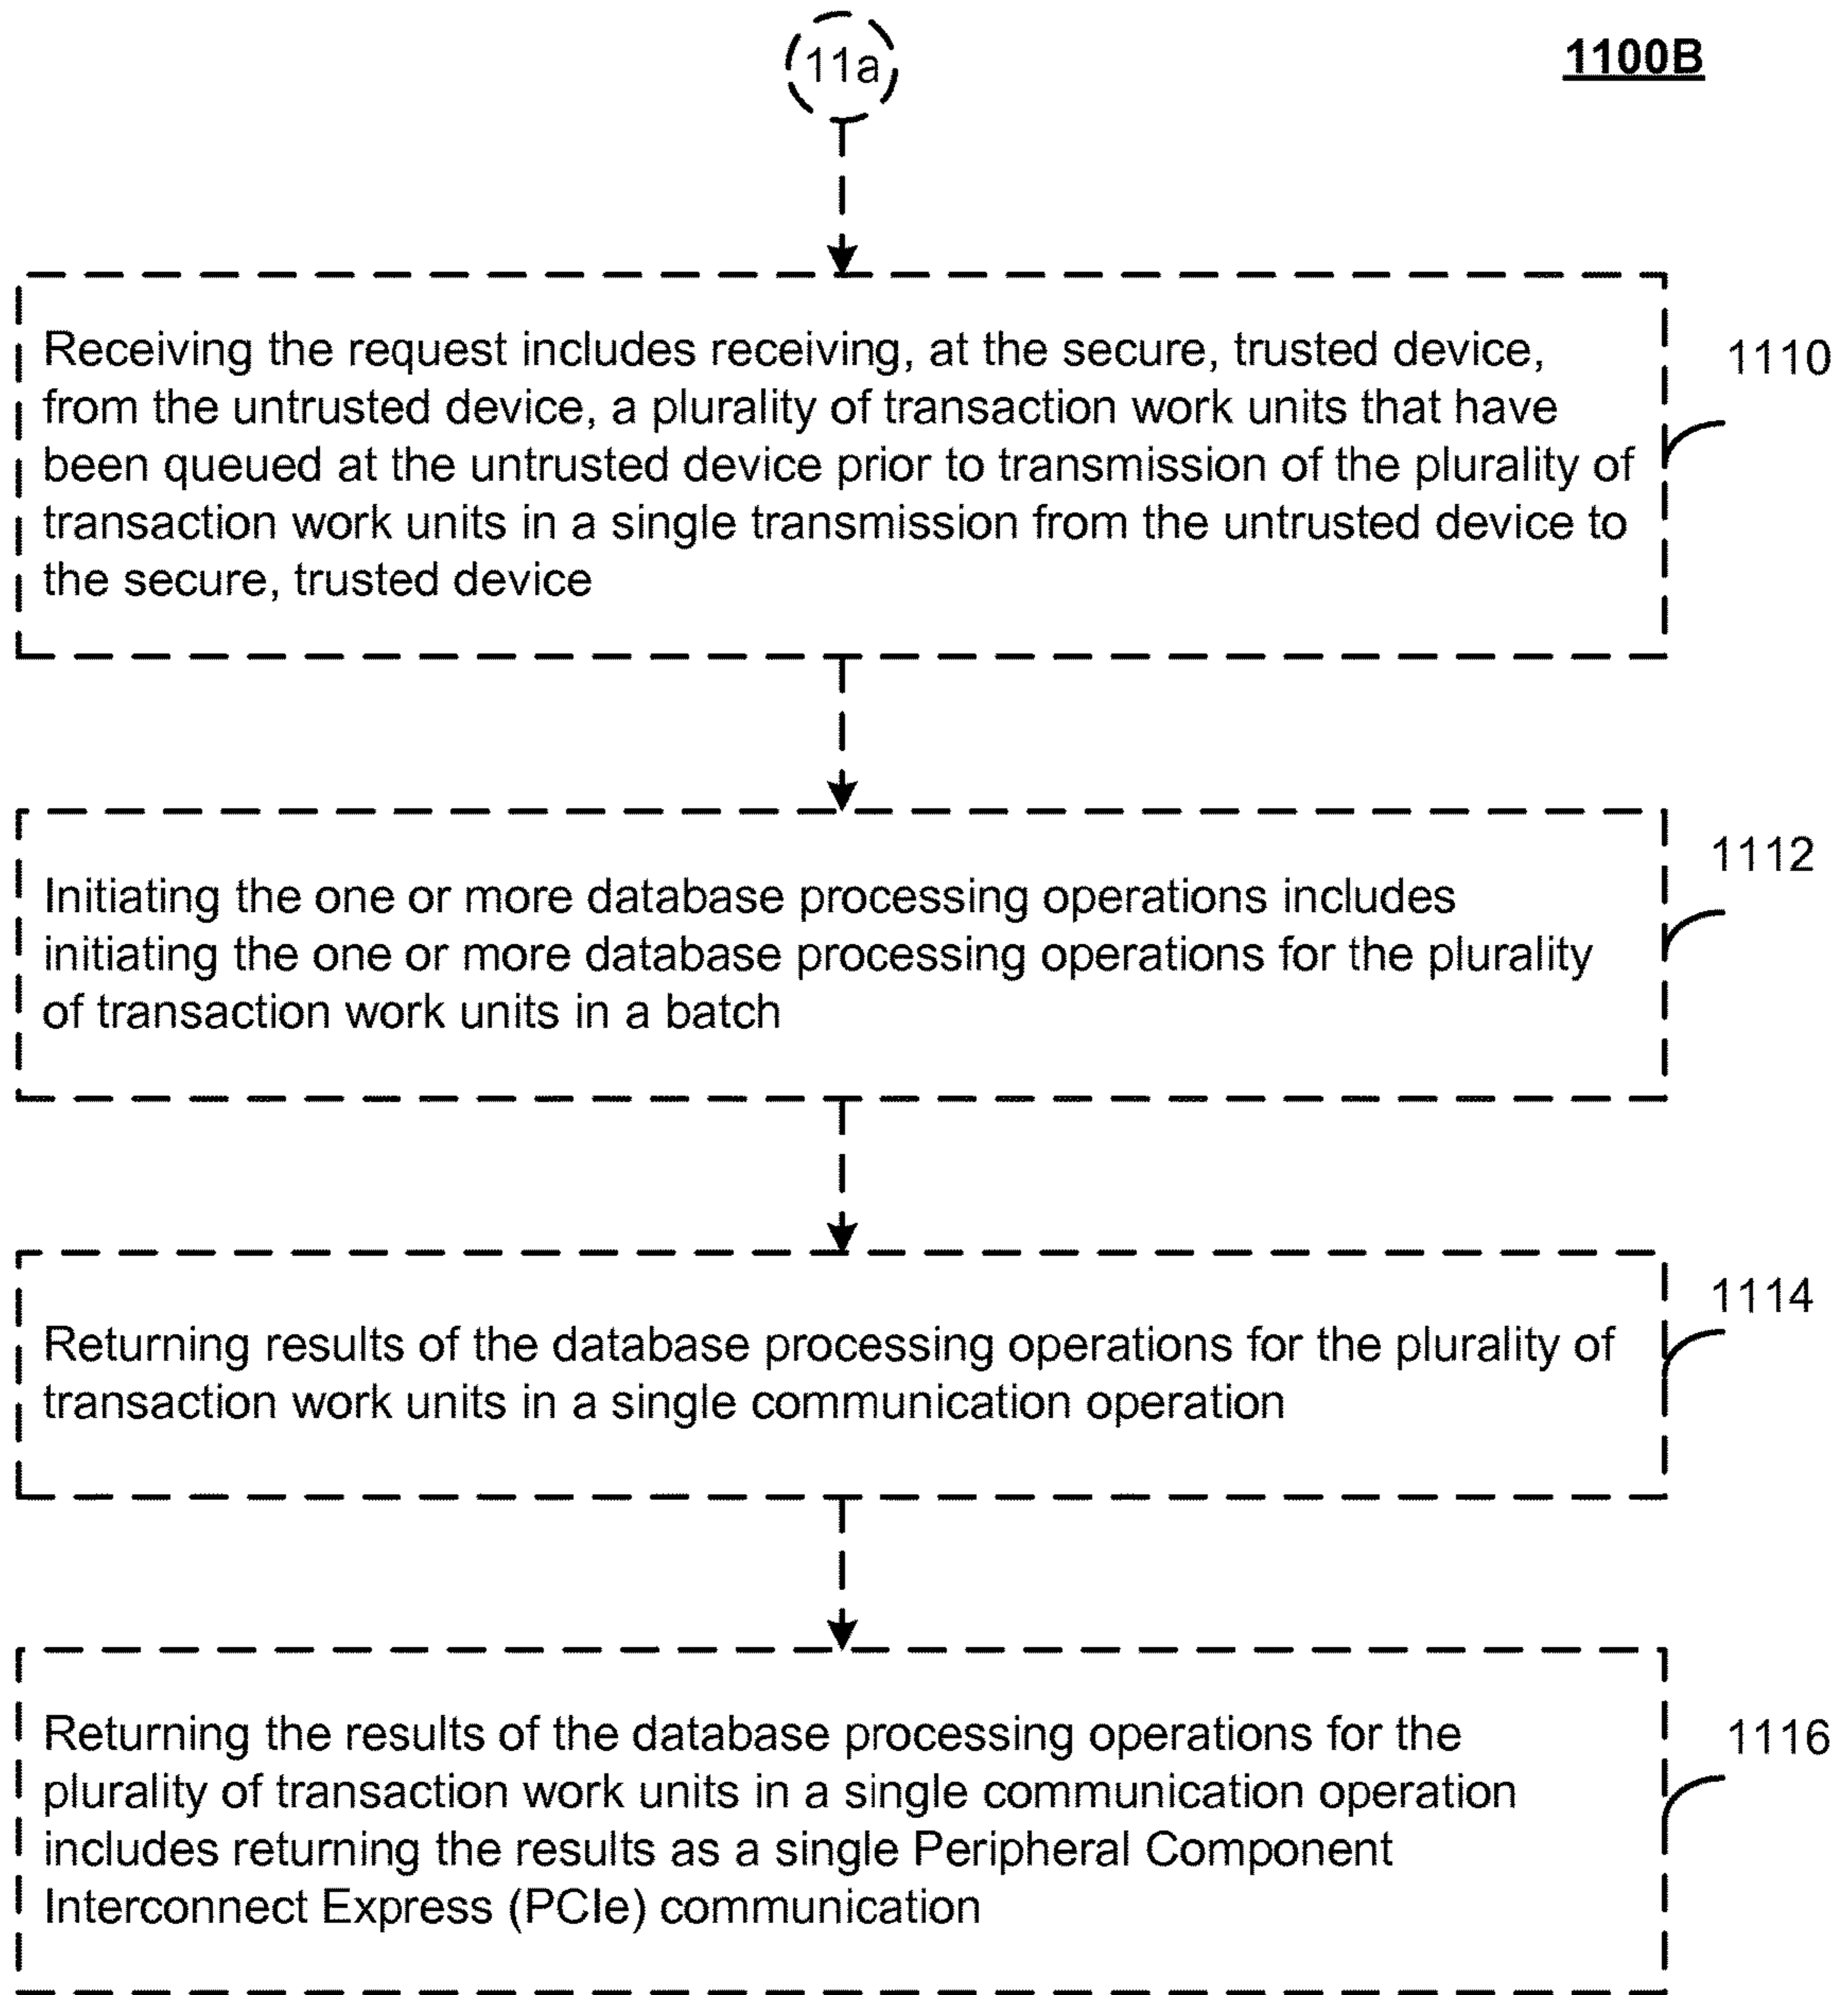 11a
1100B
Receiving the request includes receiving, at the secure, trusted device,
from the untrusted device, a plurality of transaction work units that have
been queued at the untrusted device prior to transmission of the plurality of
transaction work units in a single transmission from the untrusted device to
the secure, trusted device
1110
Initiating the one or more database processing operations includes
initiating the one or more database processing operations for the plurality
of transaction work units in a batch
1112
Returning results of the database processing operations for the plurality of
transaction work units in a single communication operation
1114
Returning the results of the database processing operations for the
plurality of transaction work units in a single communication operation
includes returning the results as a single Peripheral Component
Interconnect Express (PCIe) communication
1116